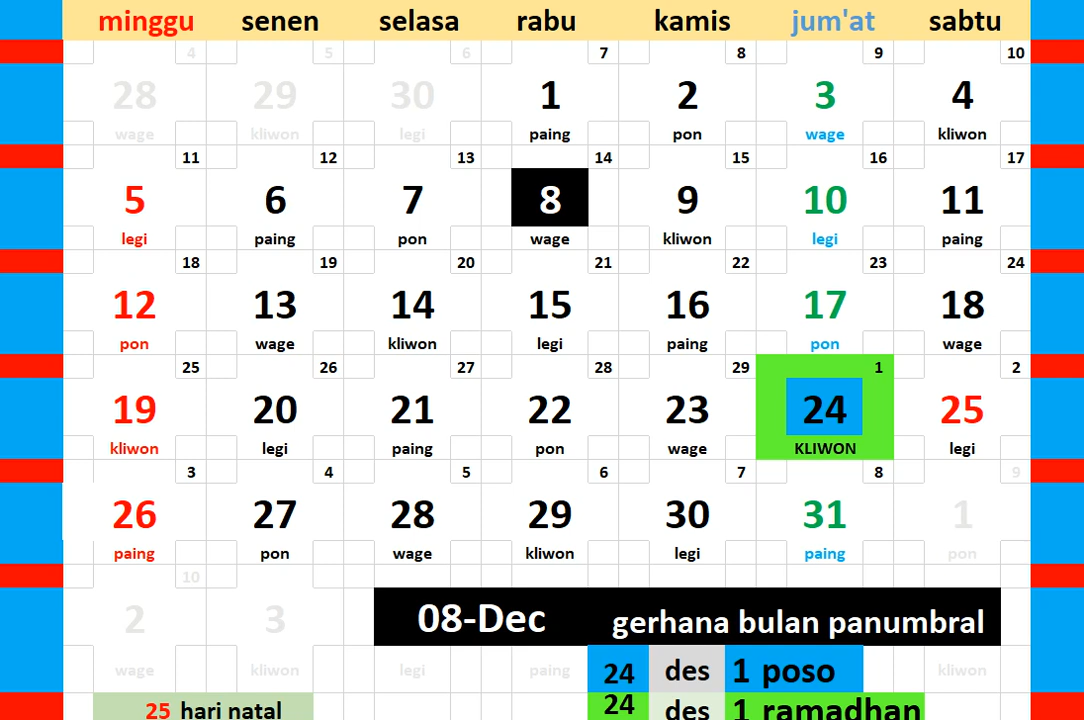 minggu senen selasa rabu kamis jum'at sabtu
4 5 6 7 8 9 10
28 29 30 1 2 3 4
wage kliwon legi paing pon wage kliwon
11 12 13 14 15 16 17
5 6 7 8 9 10 11
legi paing pon wage kliwon legi paing
18 19 20 21 22 23 24
12 13 14 15 16 17 18
pon wage kliwon legi paing pon wage
25 26 27 28 29 1 2
19 20 21 22 23 24 25
kliwon legi paing pon wage KLIWON legi
3 4 5 6 7 8 9
26 27 28 29 30 31 1
paing pon wage kliwon legi paing pon
10
2 3 08-Dec gerhana bulan panumbral
wage kliwon legi paing 24 des 1 poso kliwon
25 hari natal 24 des 1 ramadhan